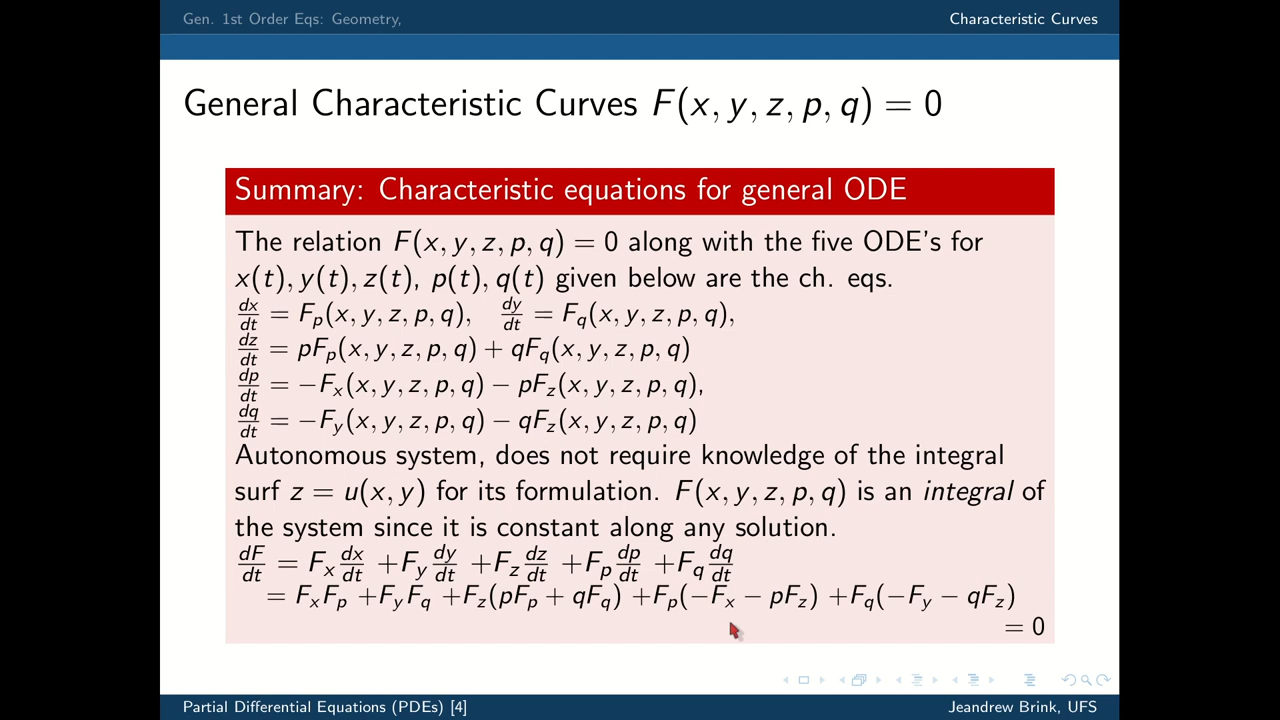 Gen. 1st Order Eqs: Geometry,
Characteristic Curves
General Characteristic Curves F(x, y, z, p, q) = 0
Summary: Characteristic equations for general ODE
The relation F(x, y, z, p, q) = 0 along with the five ODE's for
x(t), y(t), z(t), p(t), q(t) given below are the ch. eqs.
dx/dt = F_p(x, y, z, p, q), dy/dt = F_q(x, y, z, p, q),
dz/dt = pF_p(x, y, z, p, q) + qF_q(x, y, z, p, q)
dp/dt = −F_x(x, y, z, p, q) − pF_z(x, y, z, p, q),
dq/dt = −F_y(x, y, z, p, q) − qF_z(x, y, z, p, q)
Autonomous system, does not require knowledge of the integral
surf z = u(x, y) for its formulation. F(x, y, z, p, q) is an integral of
the system since it is constant along any solution.
dF/dt = F_x dx/dt + F_y dy/dt + F_z dz/dt + F_p dp/dt + F_q dq/dt
= F_xF_p + F_yF_q + F_z(pF_p + qF_q) + F_p(−F_x − pF_z) + F_q(−F_y − qF_z)
= 0
Partial Differential Equations (PDEs) [4]
Jeandrew Brink, UFS